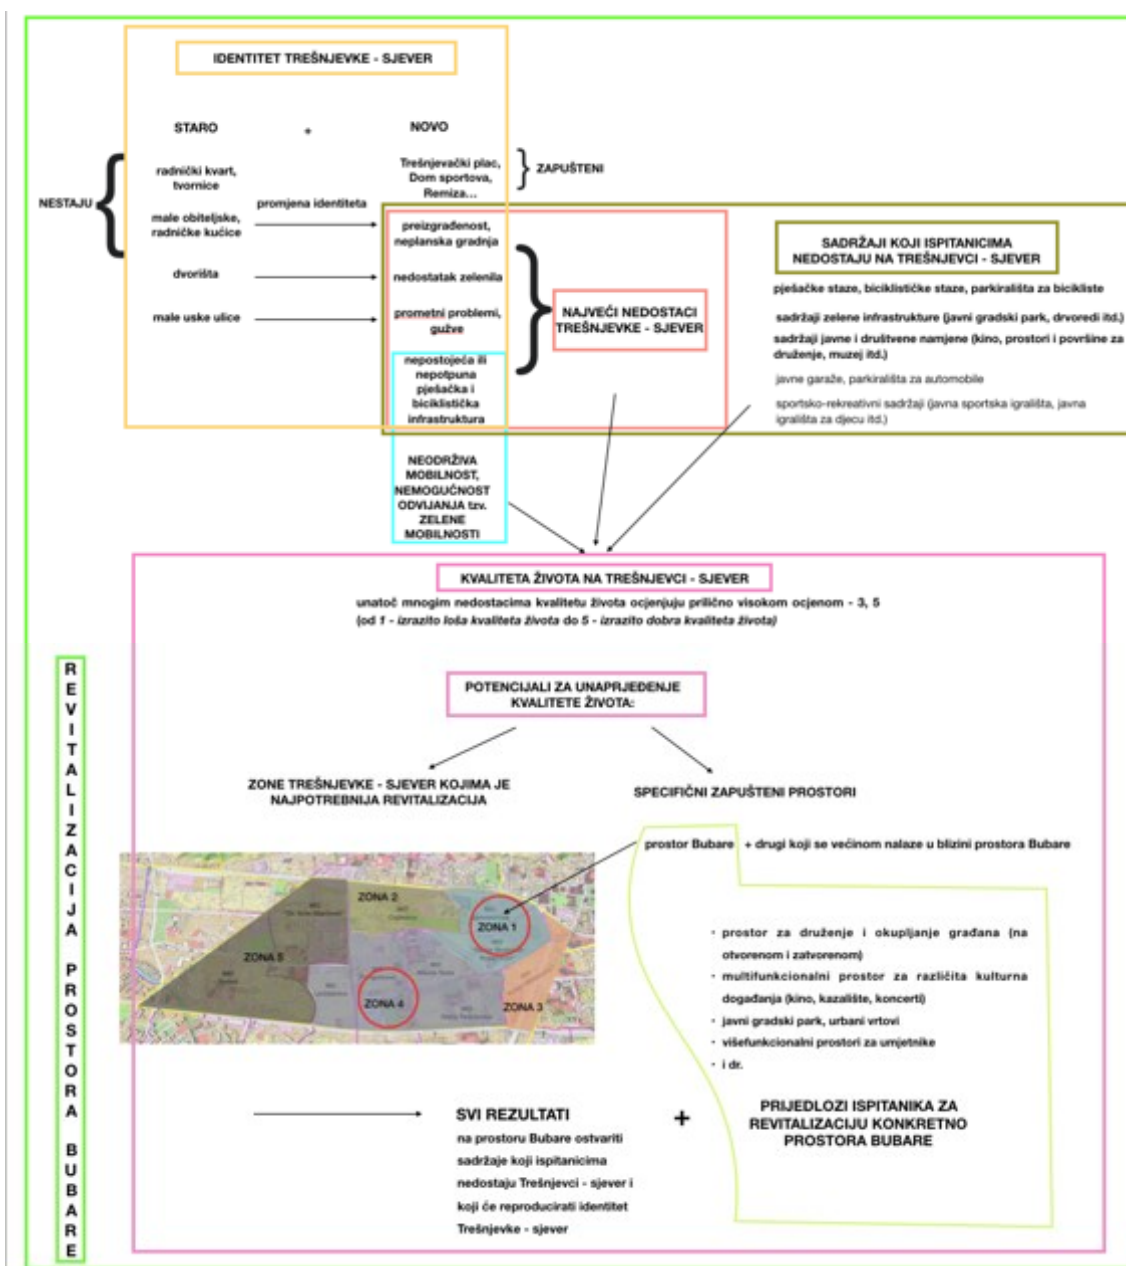 IDENTITET TREŠNJEVKE - SJEVER
STARO
+
NOVO
NESTAJU
radnički kvart,
tvornice
Trešnjevački plac,
Dom sportova,
Remiza...
ZAPUŠTENI
male obiteljske,
radničke kućice
promjena identiteta
preizgrađenost,
neplanska gradnja
dvorišta
nedostatak zelenila
male uske ulice
prometni problemi,
gužve
nepostojeća ili
nepotpuna
pješačka i
biciklistička
infrastruktura
NAJVEĆI NEDOSTACI
TREŠNJEVKE - SJEVER
SADRŽAJI KOJI ISPITANICIMA
NEDOSTAJU NA TREŠNJEVCI - SJEVER
pješačke staze, biciklističke staze, parkirališta za bicikliste
sadržaji zelene infrastrukture (javni gradski park, drvoredi itd.)
sadržaji javne i društvene namjene (kino, prostori i površine za
druženje, muzej itd.)
javne garaže, parkirališta za automobile
sportsko-rekreativni sadržaji (javna sportska igrališta, javna
igrališta za djecu itd.)
NEODRŽIVA
MOBILNOST,
NEMOGUĆNOST
ODVIJANJA tzv.
ZELENE
MOBILNOSTI
KVALITETA ŽIVOTA NA TREŠNJEVCI - SJEVER
unatoč mnogim nedostacima kvalitetu života ocjenjuju prilično visokom ocjenom - 3, 5
(od 1 - izrazito loša kvaliteta života do 5 - izrazito dobra kvaliteta života)
REVITALIZACIJA PROSTORA BUBARE
POTENCIJALI ZA UNAPRJEĐENJE
KVALITETE ŽIVOTA:
ZONE TREŠNJEVKE - SJEVER KOJIMA JE
NAJPOTREBNIJA REVITALIZACIJA
SPECIFIČNI ZAPUŠTENI PROSTORI
prostor Bubare + drugi koji se većinom nalaze u blizini prostora Bubare
ZONA 2
ZONA 1
ZONA 5
ZONA 4
ZONA 3
• prostor za druženje i okupljanje građana (na
otvorenom i zatvorenom)
• multifunkcionalni prostor za različita kulturna
događanja (kino, kazalište, koncerti)
• javni gradski park, urbani vrtovi
• višefunkcionalni prostori za umjetnike
• i dr.
PRIJEDLOZI ISPITANIKA ZA
REVITALIZACIJU KONKRETNO
PROSTORA BUBARE
SVI REZULTATI
+
na prostoru Bubare ostvariti
sadržaje koji ispitanicima
nedostaju Trešnjevci - sjever i
koji će reproducirati identitet
Trešnjevke - sjever